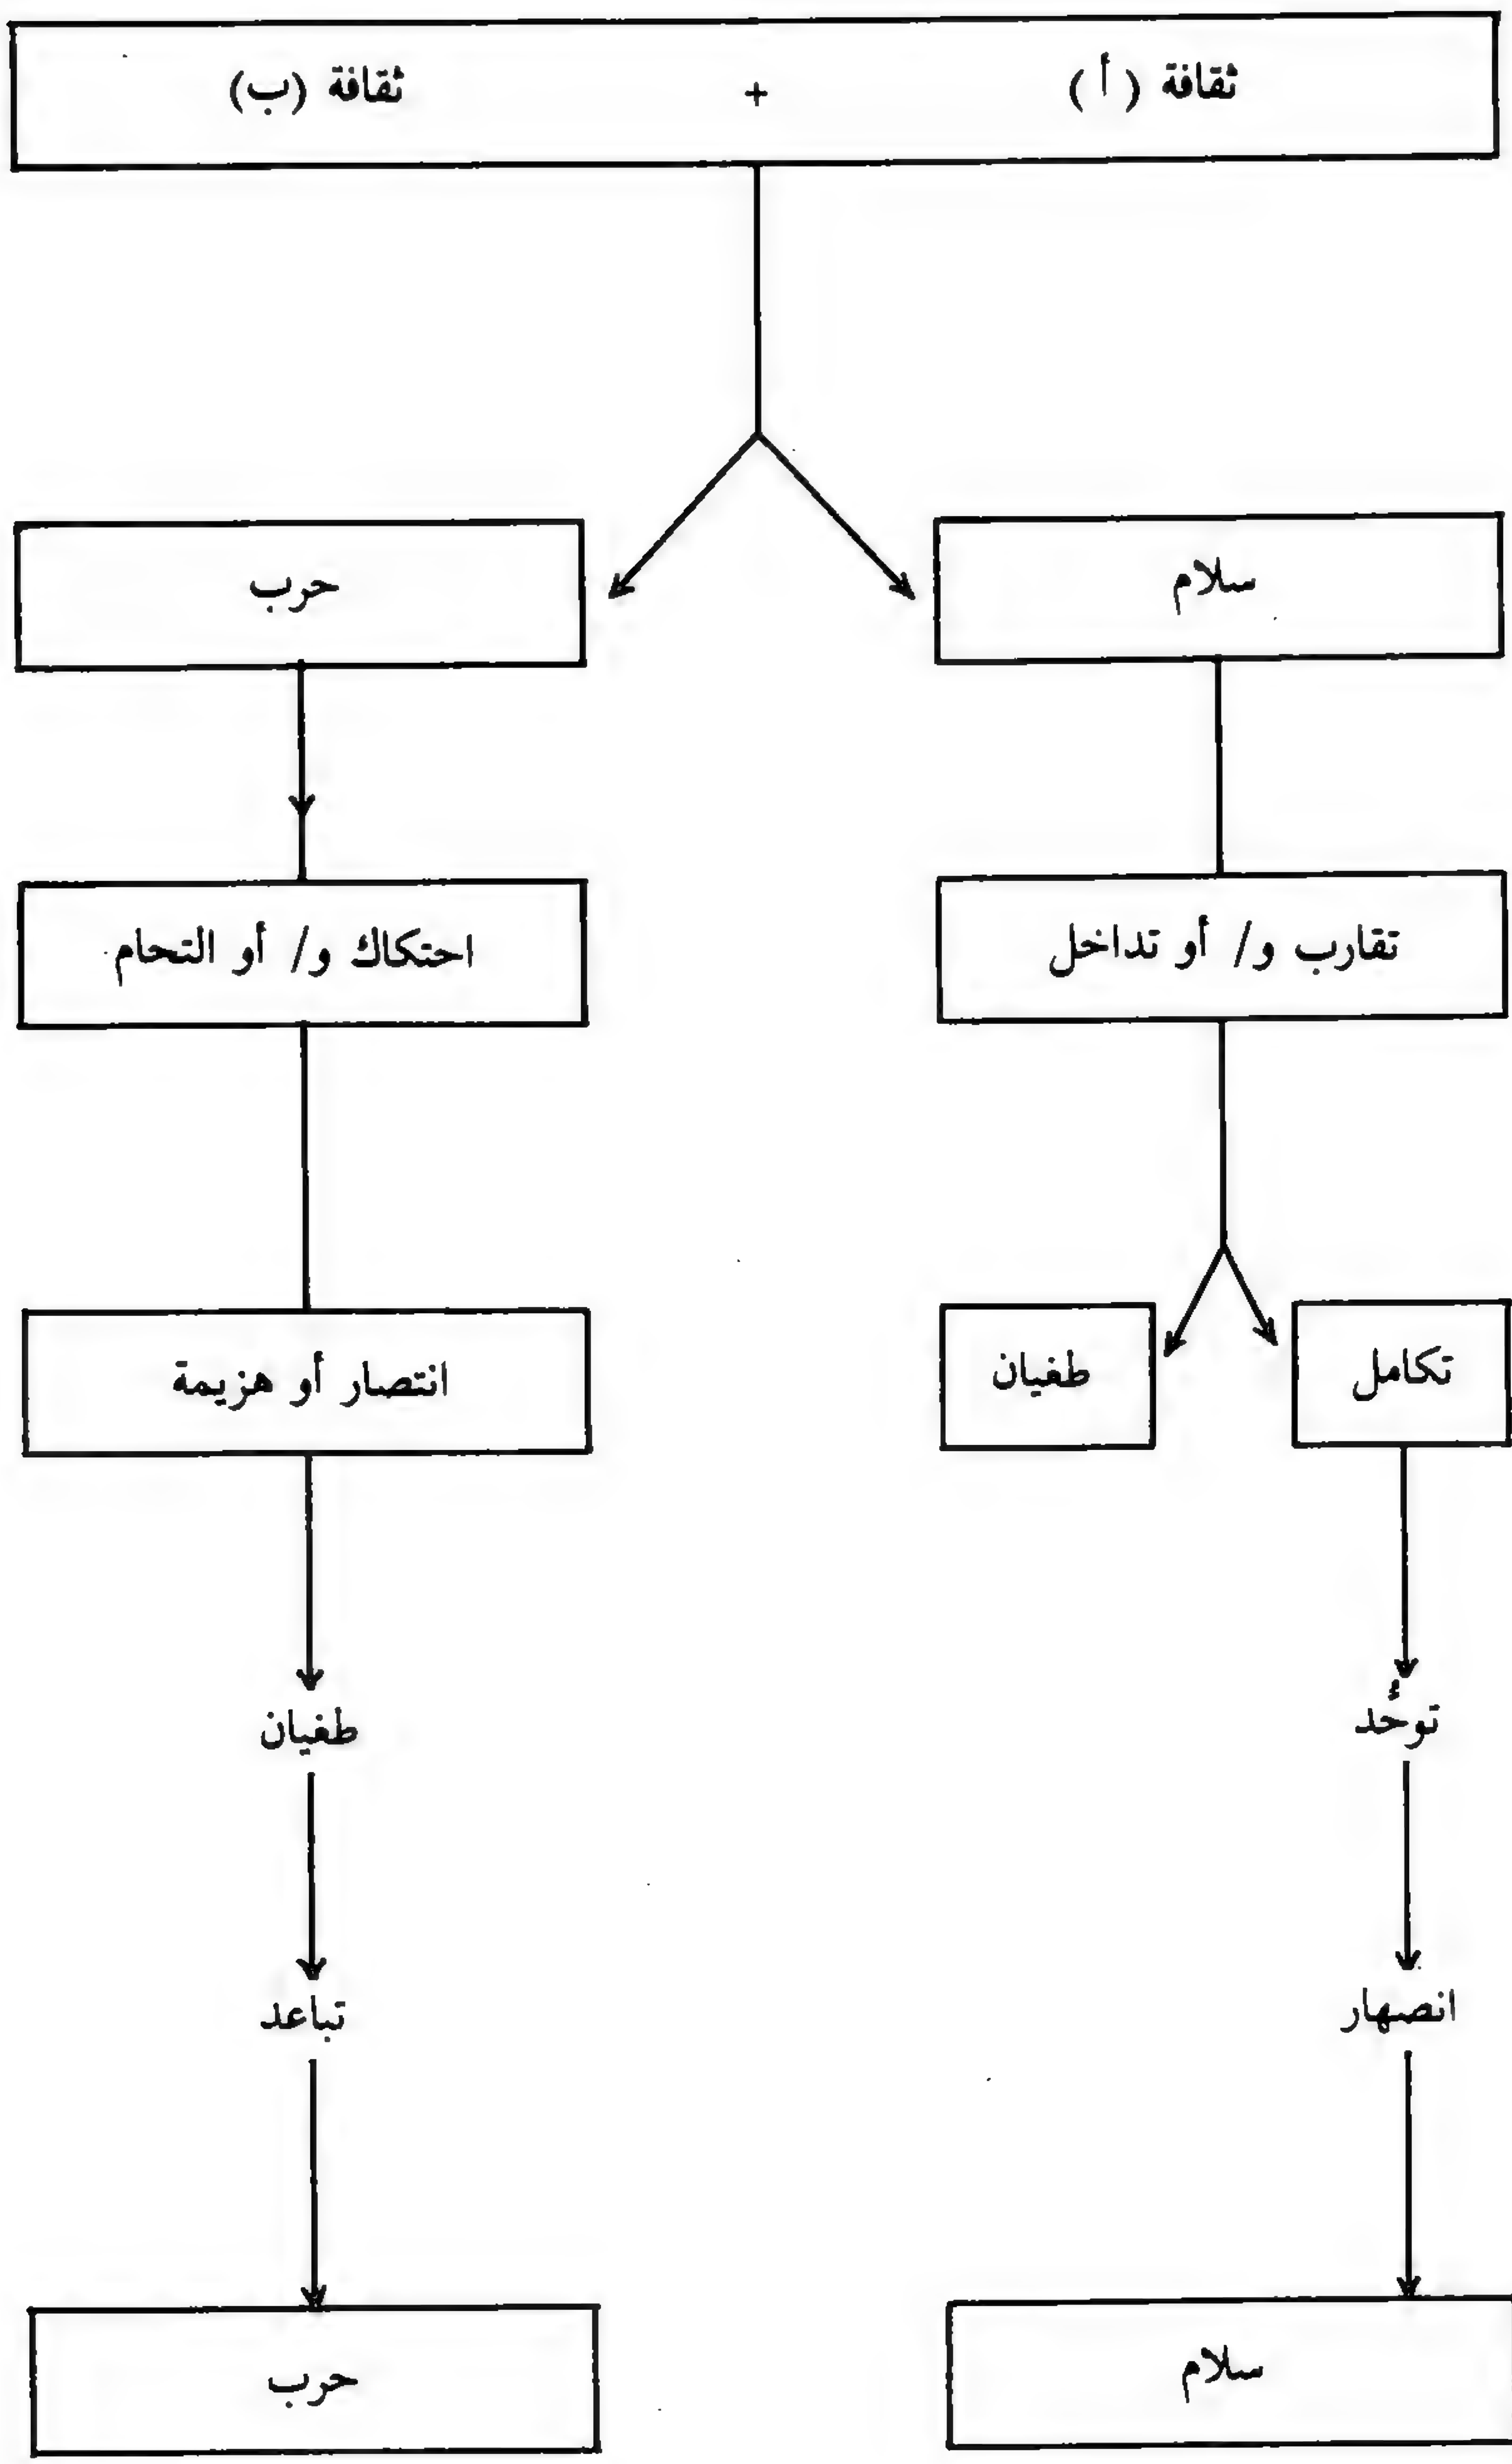 ثقافة (أ) + ثقافة (ب)
سلام
حرب
تقارب و/ أو تداخل
احتكاك و/ أو التحام
تكامل
طغيان
انتصار أو هزيمة
توحُّد
طغيان
انصهار
تباعد
سلام
حرب